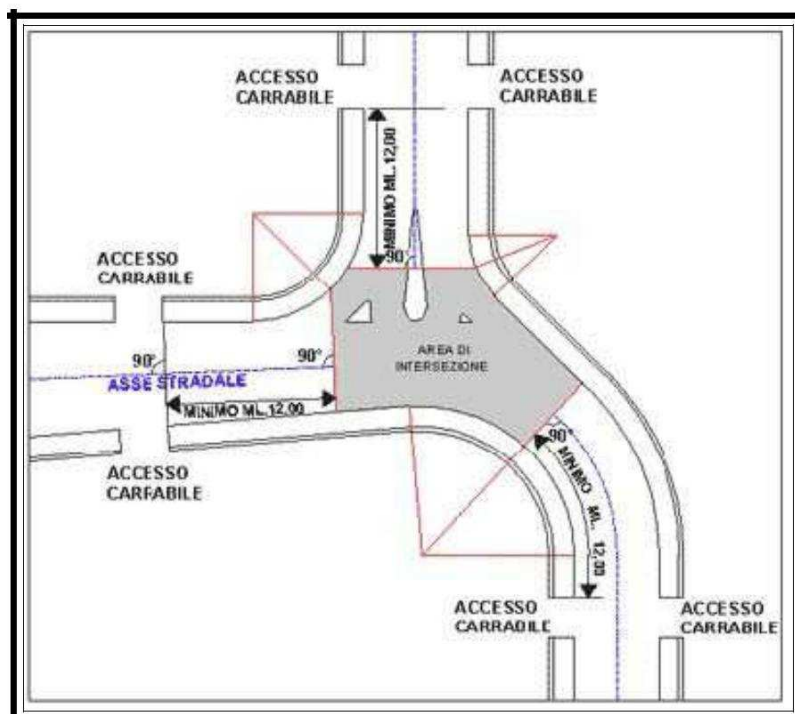 ACCESSO
CARRABILE
ACCESSO
CARRABILE
MINIMO ML. 12,00
90°
ACCESSO
CARRABILE
AREA DI
INTERSEZIONE
90°
90°
ASSE STRADALE
MINIMO ML. 12,00
90°
MINIMO ML. 12,00
ACCESSO
CARRABILE
ACCESSO
CARRABILE
ACCESSO
CARRABILE